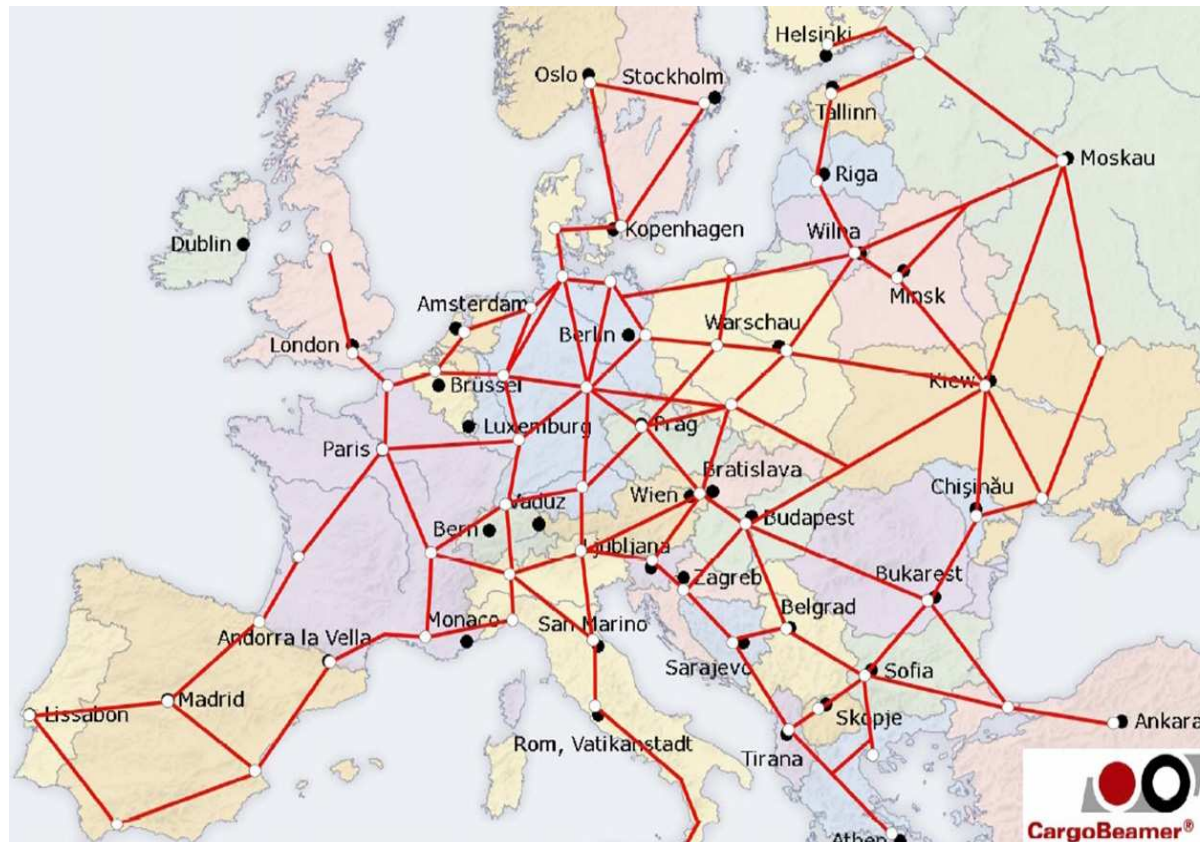 Helsinki
Oslo
Stockholm
Tallinn
Moskau
Riga
Kopenhagen
Dublin
Wilna
Minsk
Amsterdam
London
Berlin
Warschau
Brüssel
Kiew
Luxemburg
Prag
Paris
Bratislava
Wien
Chişinău
Vaduz
Bern
Budapest
Ljubljana
Zagreb
Bukarest
Belgrad
Monaco
San Marino
Andorra la Vella
Sarajevo
Sofia
Madrid
Lissabon
Skopje
Ankara
Rom, Vatikanstadt
Tirana
CargoBeamer®
Athen